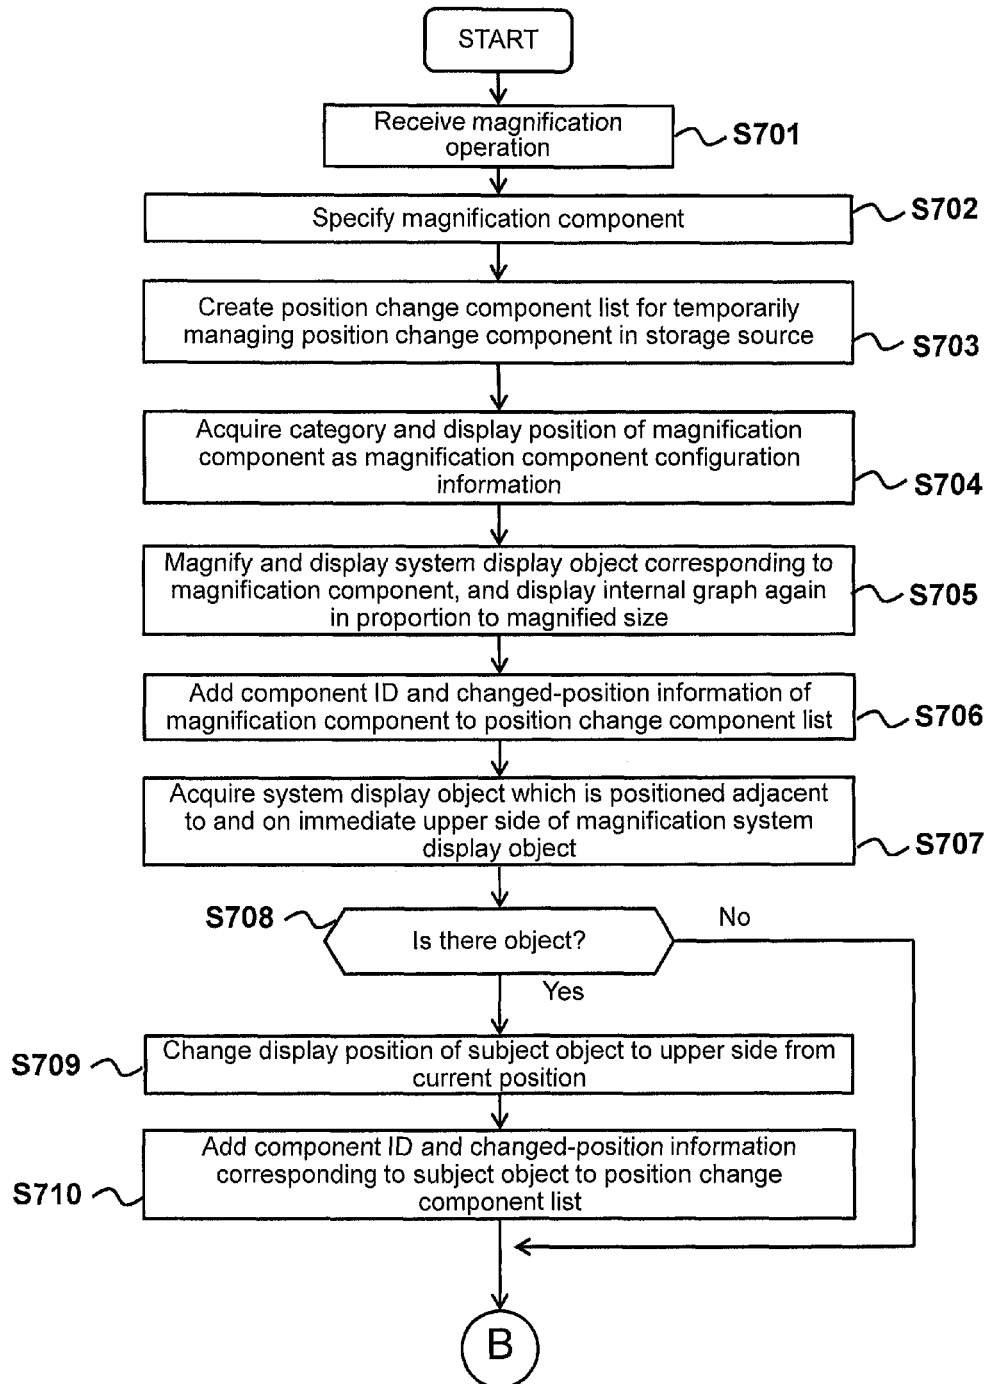 START
Receive magnification
operation
S701
Specify magnification component
S702
Create position change component list for temporarily
managing position change component in storage source
S703
Acquire category and display position of magnification
component as magnification component configuration
information
S704
Magnify and display system display object corresponding to
magnification component, and display internal graph again
in proportion to magnified size
S705
Add component ID and changed-position information of
magnification component to position change component list
S706
Acquire system display object which is positioned adjacent
to and on immediate upper side of magnification system
display object
S707
S708
Is there object?
No
Yes
S709
Change display position of subject object to upper side from
current position
S710
Add component ID and changed-position information
corresponding to subject object to position change
component list
B